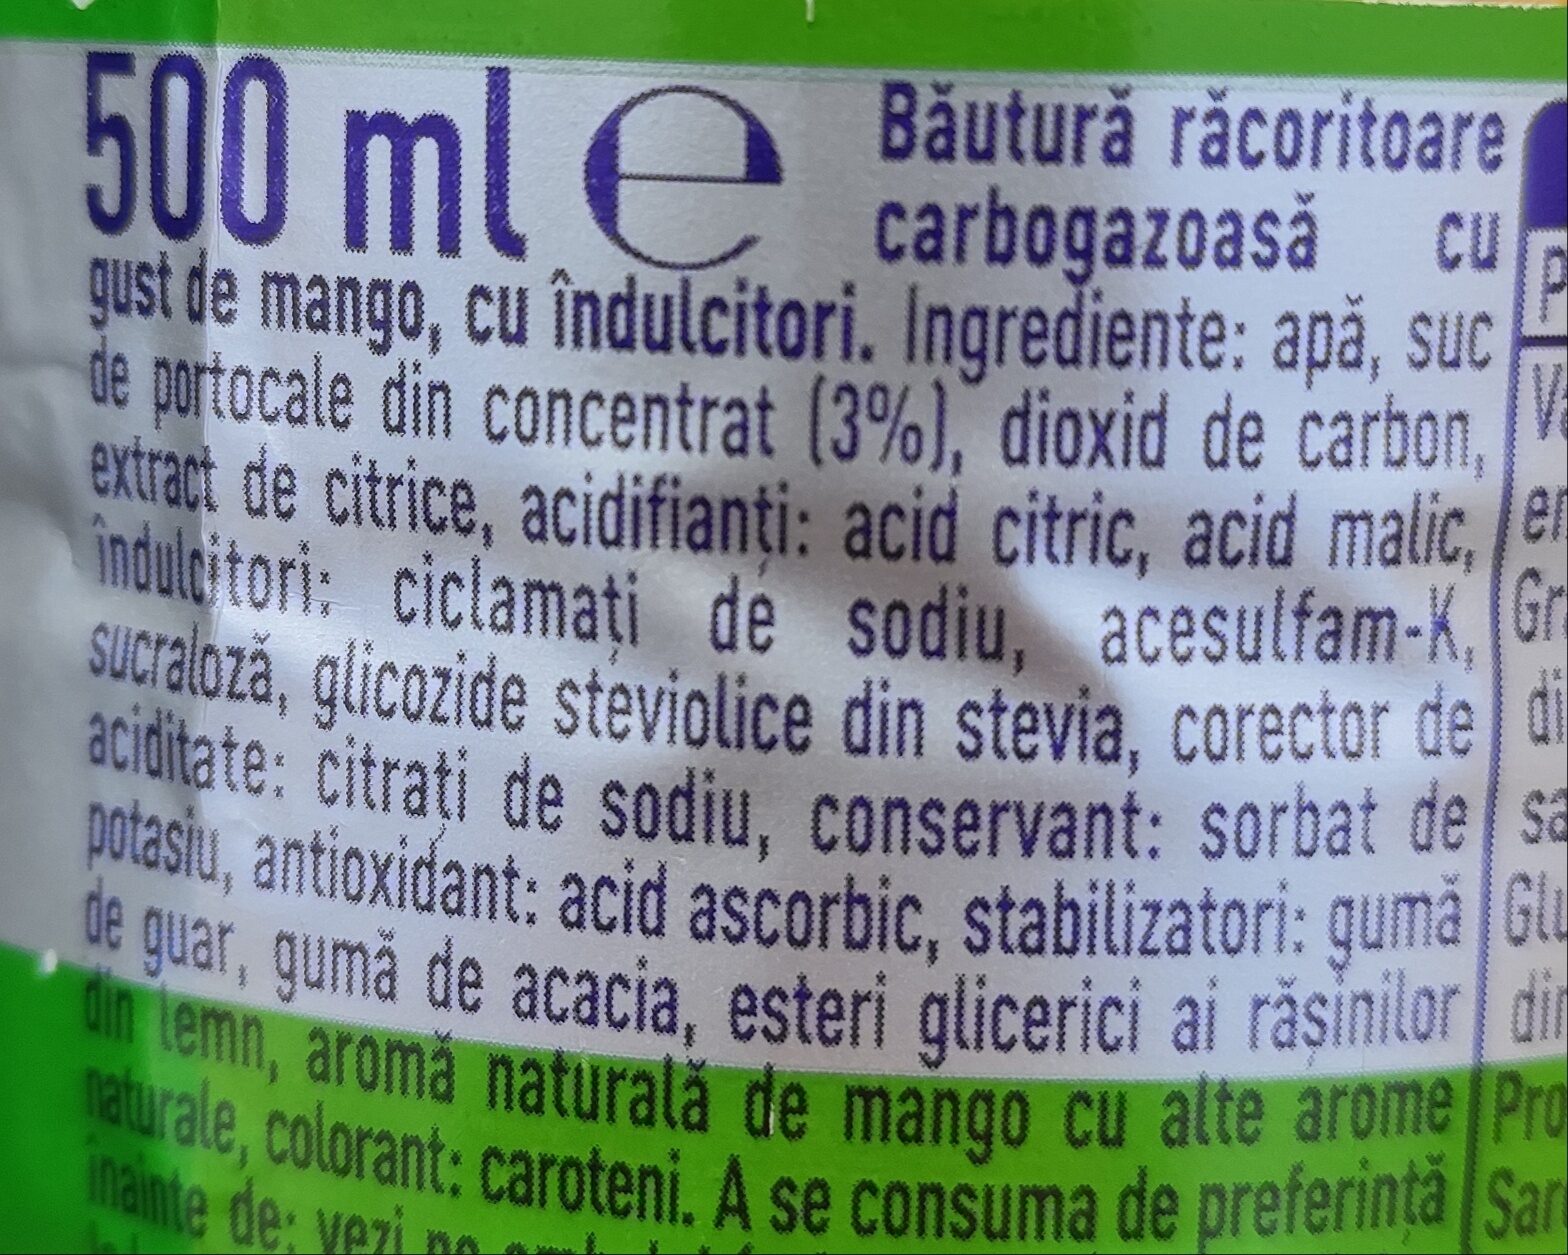 500 ml e Băutură răcoritoare
carbogazoasă cu
gust de mango, cu îndulcitori. Ingrediente: apă, suc
de portocale din concentrat (3%), dioxid de carbon,
extract de citrice, acidifianți: acid citric, acid malic,
îndulcitori: ciclamați de sodiu, acesulfam-K,
sucraloză, glicozide steviolice din stevia, corector de
aciditate: citrați de sodiu, conservant: sorbat de
potasiu, antioxidant: acid ascorbic, stabilizatori: gumă
de guar, gumă de acacia, esteri glicerici ai rășinilor
din lemn, aromă naturală de mango cu alte arome
naturale, colorant: caroteni. A se consuma de preferință
înainte de: vezi pe